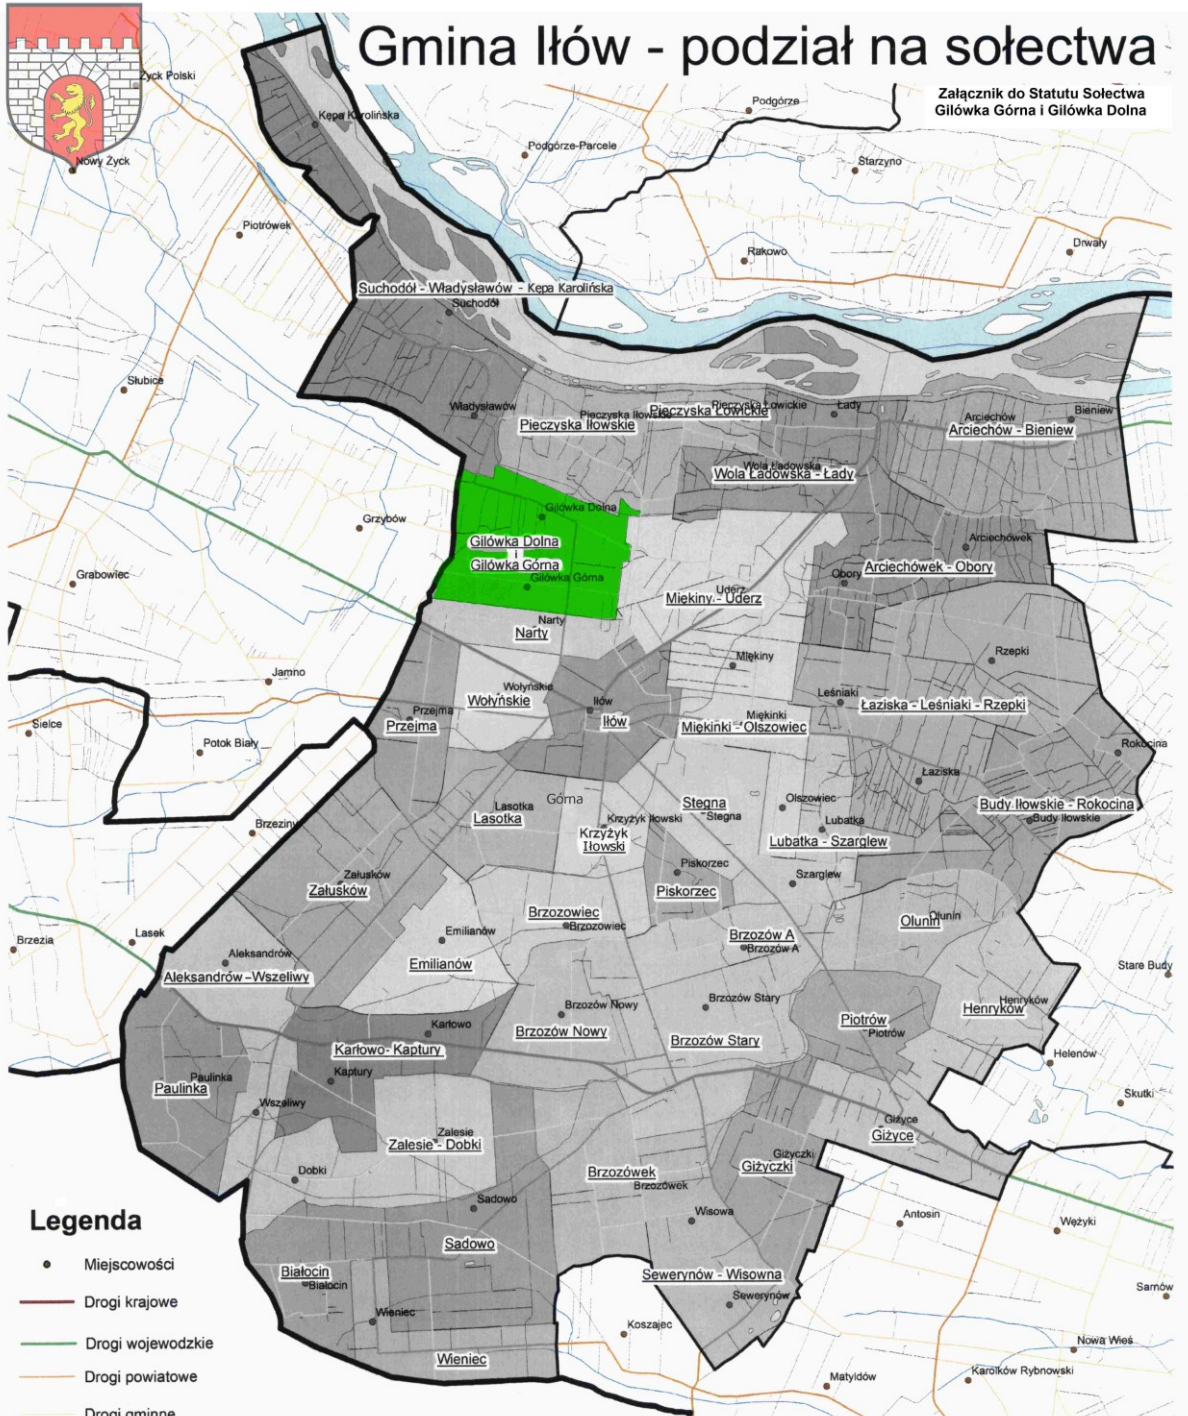 Gmina Iłów - podział na sołectwa
Załącznik do Statutu Sołectwa
Gilówka Górna i Gilówka Dolna
Życk Polski
Nowy Życk
Kępa Karolińska
Podgórze
Podgórze-Parcele
Starzyno
Piotrówek
Rakowo
Drwały
Suchodół - Władysławów - Kępa Karolińska
Suchodół
Słubice
Władysławów
Pieczyska Iłowskie
Pieczyska Iłowskie
Pieczyska Łowickie
Pieczyska Łowickie
Łady
Arciechów
Bieniew
Arciechów - Bieniew
Wola Ładowska
Wola Ładowska - Łady
Grzybów
Gilówka Dolna
Gilówka Dolna
i
Gilówka Górna
Gilówka Górna
Arciechówek
Arciechówek - Obory
Obory
Grabowiec
Uderz
Miękiny - Uderz
Narty
Narty
Miękiny
Rzepki
Jamno
Wołyńskie
Wołyńskie
Iłów
Iłów
Leśniaki
Łaziska - Leśniaki - Rzepki
Przejma
Przejma
Miękinki
Miękinki - Olszowiec
Sielce
Potok Biały
Rokocina
Łaziska
Górna
Lasotka
Lasotka
Stegna
Stegna
Olszowiec
Budy Iłowskie - Rokocina
Budy Iłowskie
Brzeziny
Krzyżyk Iłowski
Krzyżyk
Iłowski
Lubatka
Lubatka - Szarglew
Załusków
Załusków
Piskorzec
Piskorzec
Szarglew
Brzozowiec
Brzozowiec
Olunin
Olunin
Brzezia
Lasek
Emilianów
Emilianów
Brzozów A
Brzozów A
Aleksandrów
Aleksandrów - Wszeliwy
Stare Budy
Brzozów Nowy
Brzozów Nowy
Brzozów Stary
Brzozów Stary
Piotrów
Piotrów
Henryków
Henryków
Karłowo
Karłowo- Kaptury
Kaptury
Helenów
Paulinka
Paulinka
Skutki
Wszeliwy
Giżyce
Giżyce
Zalesie
Zalesie - Dobki
Dobki
Giżyczki
Giżyczki
Brzozówek
Brzozówek
Sadowo
Sadowo
Wisowa
Antosin
Wężyki
Białocin
Białocin
Sewerynów - Wisowna
Sewerynów
Samów
Wieniec
Wieniec
Koszajec
Nowa Wieś
Matyldów
Karolków Rybnowski
Legenda
Miejscowości
Drogi krajowe
Drogi wojewodzkie
Drogi powiatowe
Drogi gminne